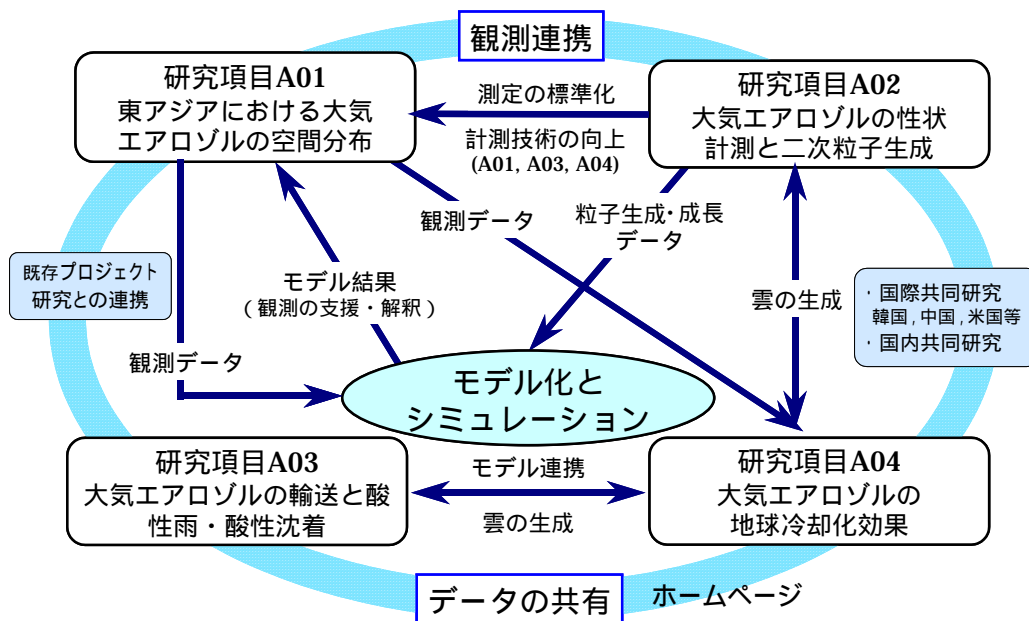 観測連携
研究項目A01
東アジアにおける大気
エアロゾルの空間分布
測定の標準化
計測技術の向上
(A01, A03, A04)
研究項目A02
大気エアロゾルの性状
計測と二次粒子生成
観測データ
粒子生成・成長
データ
既存プロジェクト
研究との連携
モデル結果
（観測の支援・解釈）
雲の生成
・国際共同研究
韓国,中国,米国等
・国内共同研究
観測データ
モデル化と
シミュレーション
研究項目A03
大気エアロゾルの輸送と酸
性雨・酸性沈着
モデル連携
雲の生成
研究項目A04
大気エアロゾルの
地球冷却化効果
データの共有
ホームページ